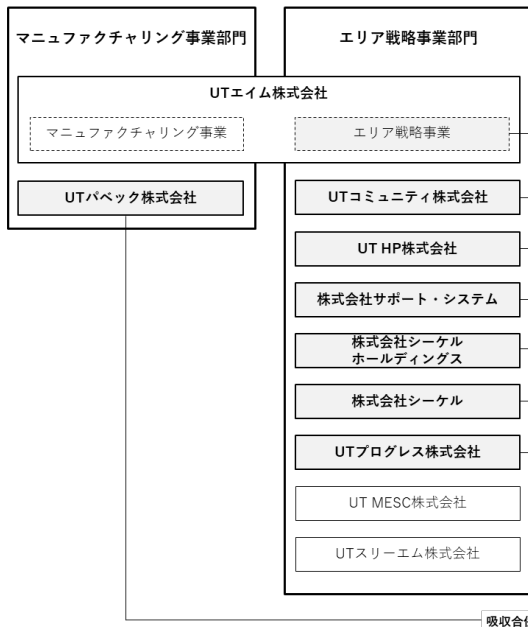 マニュファクチャリング事業部門
エリア戦略事業部門
UTエイム株式会社
マニュファクチャリング事業
エリア戦略事業
UTパベック株式会社
UTコミュニティ株式会社
UT HP株式会社
株式会社サポート・システム
株式会社シーケル
ホールディングス
株式会社シーケル
UTプログレス株式会社
UT MESC株式会社
UTスリーエム株式会社
吸収合併